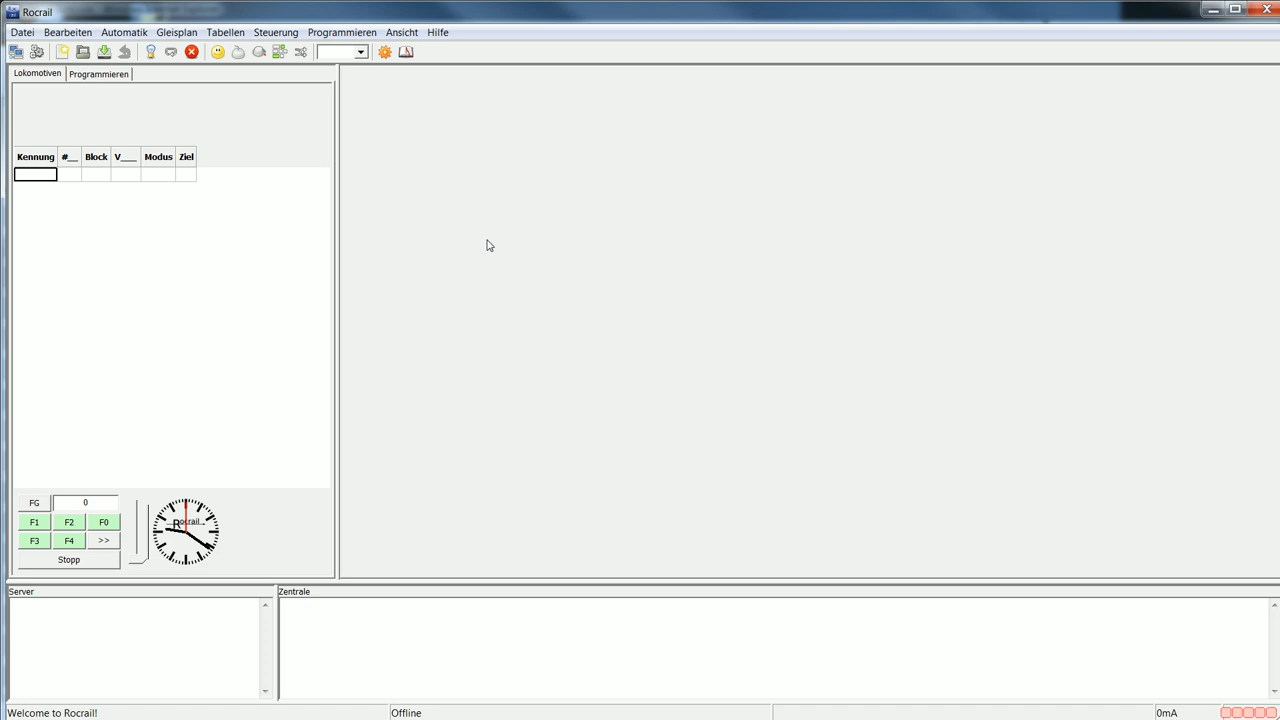 Rocrail
Datei Bearbeiten Automatik Gleisplan Tabellen Steuerung Programmieren Ansicht Hilfe
Lokomotiven Programmieren
Kennung #__ Block V___ Modus Ziel
FG 0
F1 F2 F0
F3 F4 >>
Stopp
Rocrail
Server Zentrale
Welcome to Rocrail! Offline 0mA